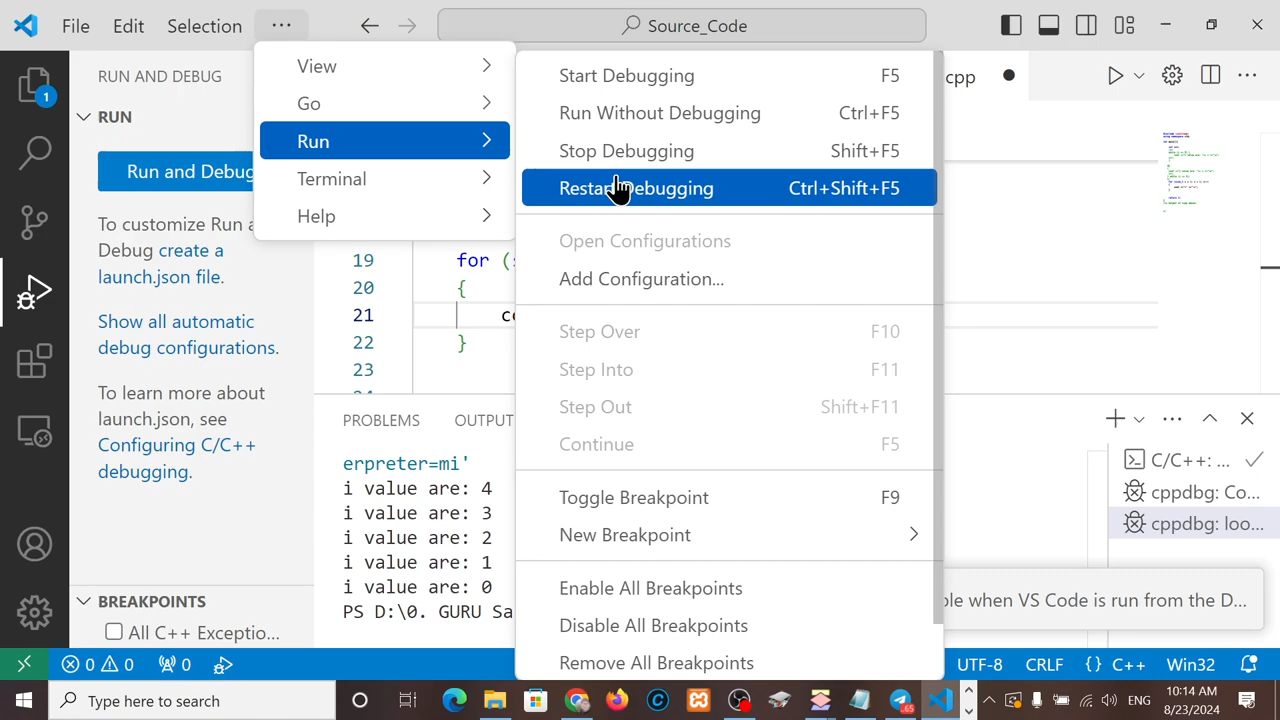 File Edit Selection ··· Source_Code
RUN AND DEBUG
RUN
Run and Debug
To customize Run a
Debug create a
launch.json file.
Show all automatic
debug configurations.
To learn more about
launch.json, see
Configuring C/C++
debugging.
BREAKPOINTS
All C++ Exceptio...
1
View
Go
Run
Terminal
Help
Start Debugging F5
Run Without Debugging Ctrl+F5
Stop Debugging Shift+F5
Restart Debugging Ctrl+Shift+F5
Open Configurations
Add Configuration...
Step Over F10
Step Into F11
Step Out Shift+F11
Continue F5
Toggle Breakpoint F9
New Breakpoint
Enable All Breakpoints
Disable All Breakpoints
Remove All Breakpoints
cpp
19 for (
20 {
21
22 }
23
PROBLEMS OUTPUT
erpreter=mi'
i value are: 4
i value are: 3
i value are: 2
i value are: 1
i value are: 0
PS D:\0. GURU Sa
C/C++: ...
cppdbg: Co...
cppdbg: loo...
ble when VS Code is run from the D...
0 0 0 UTF-8 CRLF {} C++ Win32
Type here to search
65
ENG
10:14 AM
8/23/2024